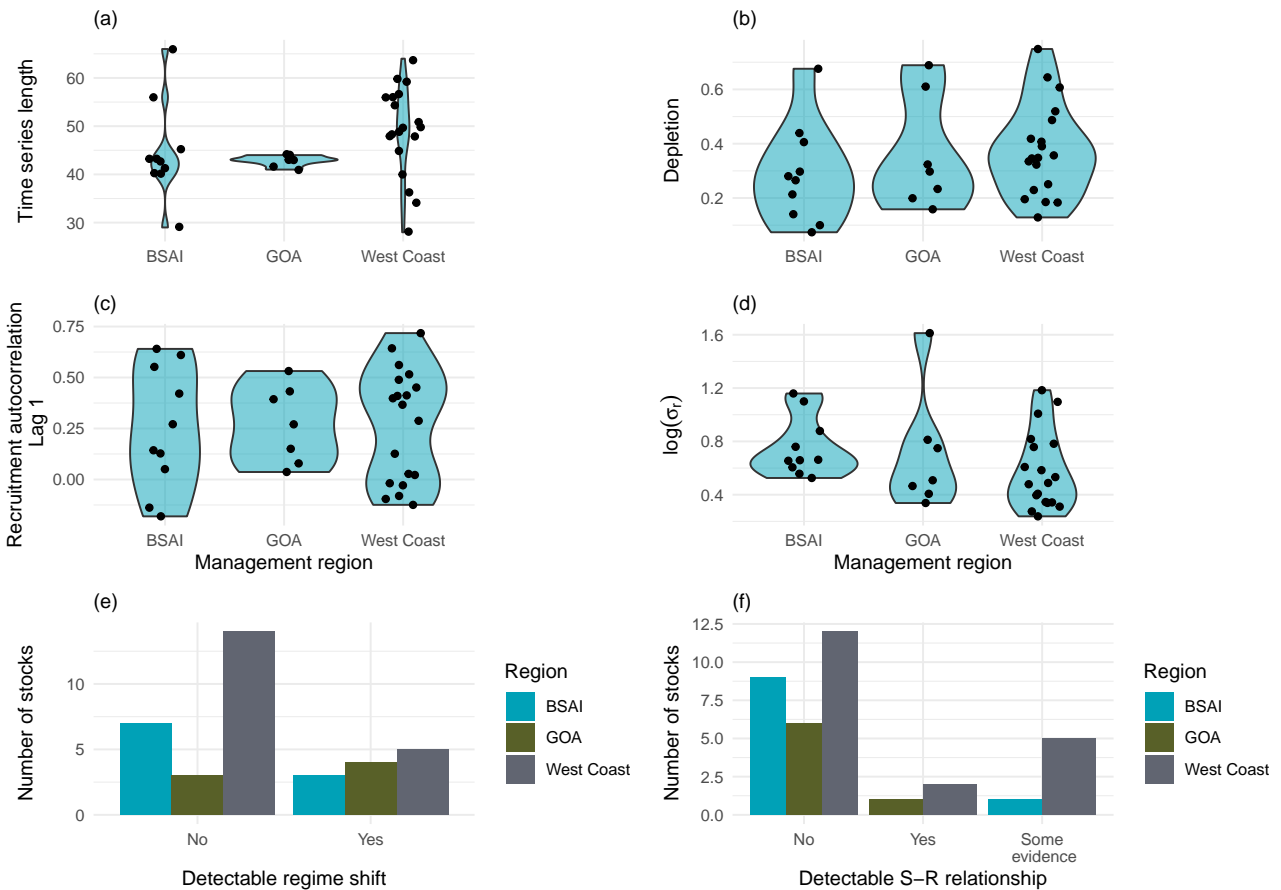 (a)
Time series length
60
50
40
30
BSAI
GOA
West Coast
(b)
Depletion
0.6
0.4
0.2
BSAI
GOA
West Coast
(c)
Recruitment autocorrelation
Lag 1
0.75
0.50
0.25
0.00
BSAI
GOA
West Coast
Management region
(d)
log(σr)
1.6
1.2
0.8
0.4
BSAI
GOA
West Coast
Management region
(e)
Number of stocks
10
5
0
No
Yes
Detectable regime shift
Region
BSAI
GOA
West Coast
(f)
Number of stocks
12.5
10.0
7.5
5.0
2.5
0.0
No
Yes
Some
evidence
Detectable S−R relationship
Region
BSAI
GOA
West Coast